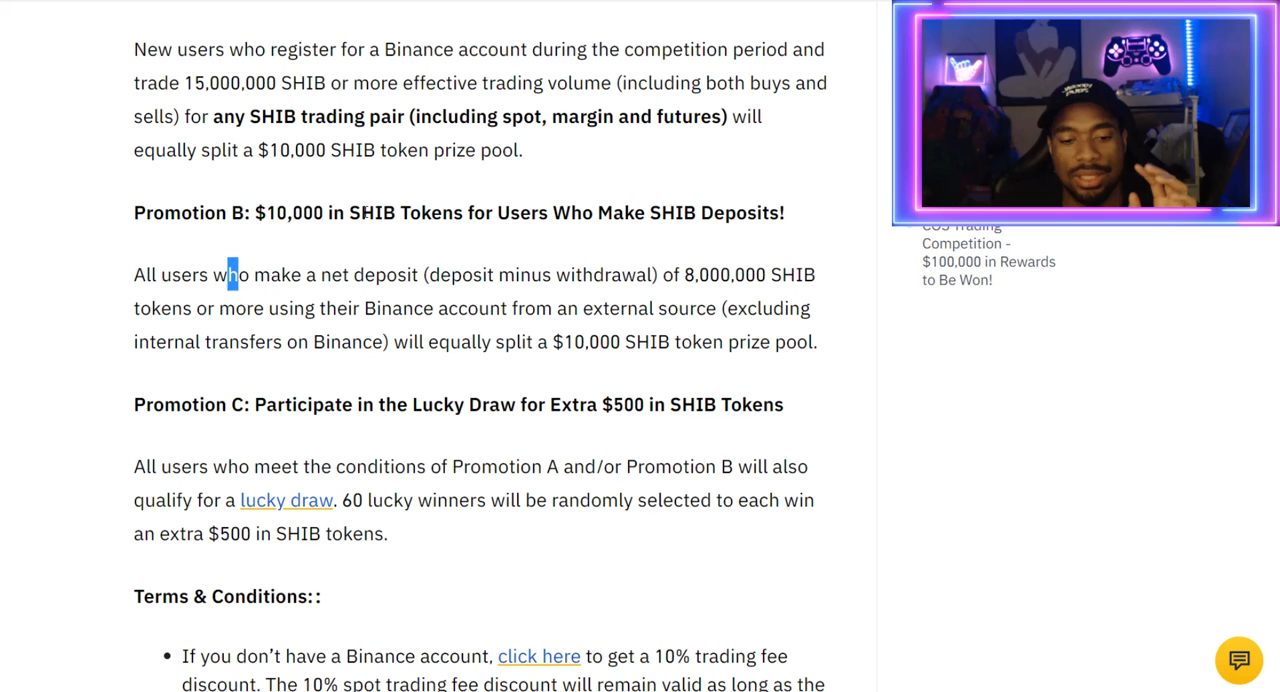 New users who register for a Binance account during the competition period and
trade 15,000,000 SHIB or more effective trading volume (including both buys and
sells) for any SHIB trading pair (including spot, margin and futures) will
equally split a $10,000 SHIB token prize pool.
Promotion B: $10,000 in SHIB Tokens for Users Who Make SHIB Deposits!
All users who make a net deposit (deposit minus withdrawal) of 8,000,000 SHIB
tokens or more using their Binance account from an external source (excluding
internal transfers on Binance) will equally split a $10,000 SHIB token prize pool.
Promotion C: Participate in the Lucky Draw for Extra $500 in SHIB Tokens
All users who meet the conditions of Promotion A and/or Promotion B will also
qualify for a lucky draw. 60 lucky winners will be randomly selected to each win
an extra $500 in SHIB tokens.
Terms & Conditions::
• If you don’t have a Binance account, click here to get a 10% trading fee
discount. The 10% spot trading fee discount will remain valid as long as the
COS Trading
Competition -
$100,000 in Rewards
to Be Won!